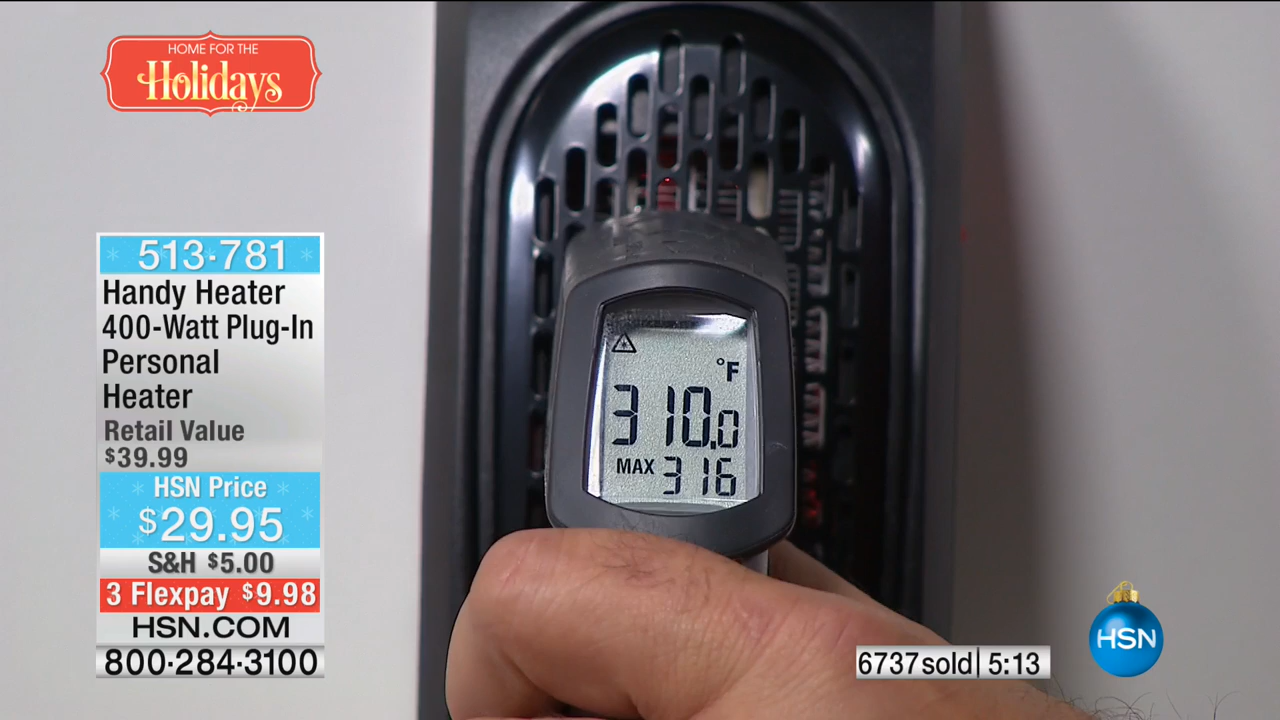 HOME FOR THE
Holidays
513-781
Handy Heater
400-Watt Plug-In
Personal
Heater
Retail Value
$39.99
HSN Price
$29.95
S&H $5.00
3 Flexpay $9.98
HSN.COM
800-284-3100
°F
310.0
MAX 316
6737 sold | 5:13
HSN